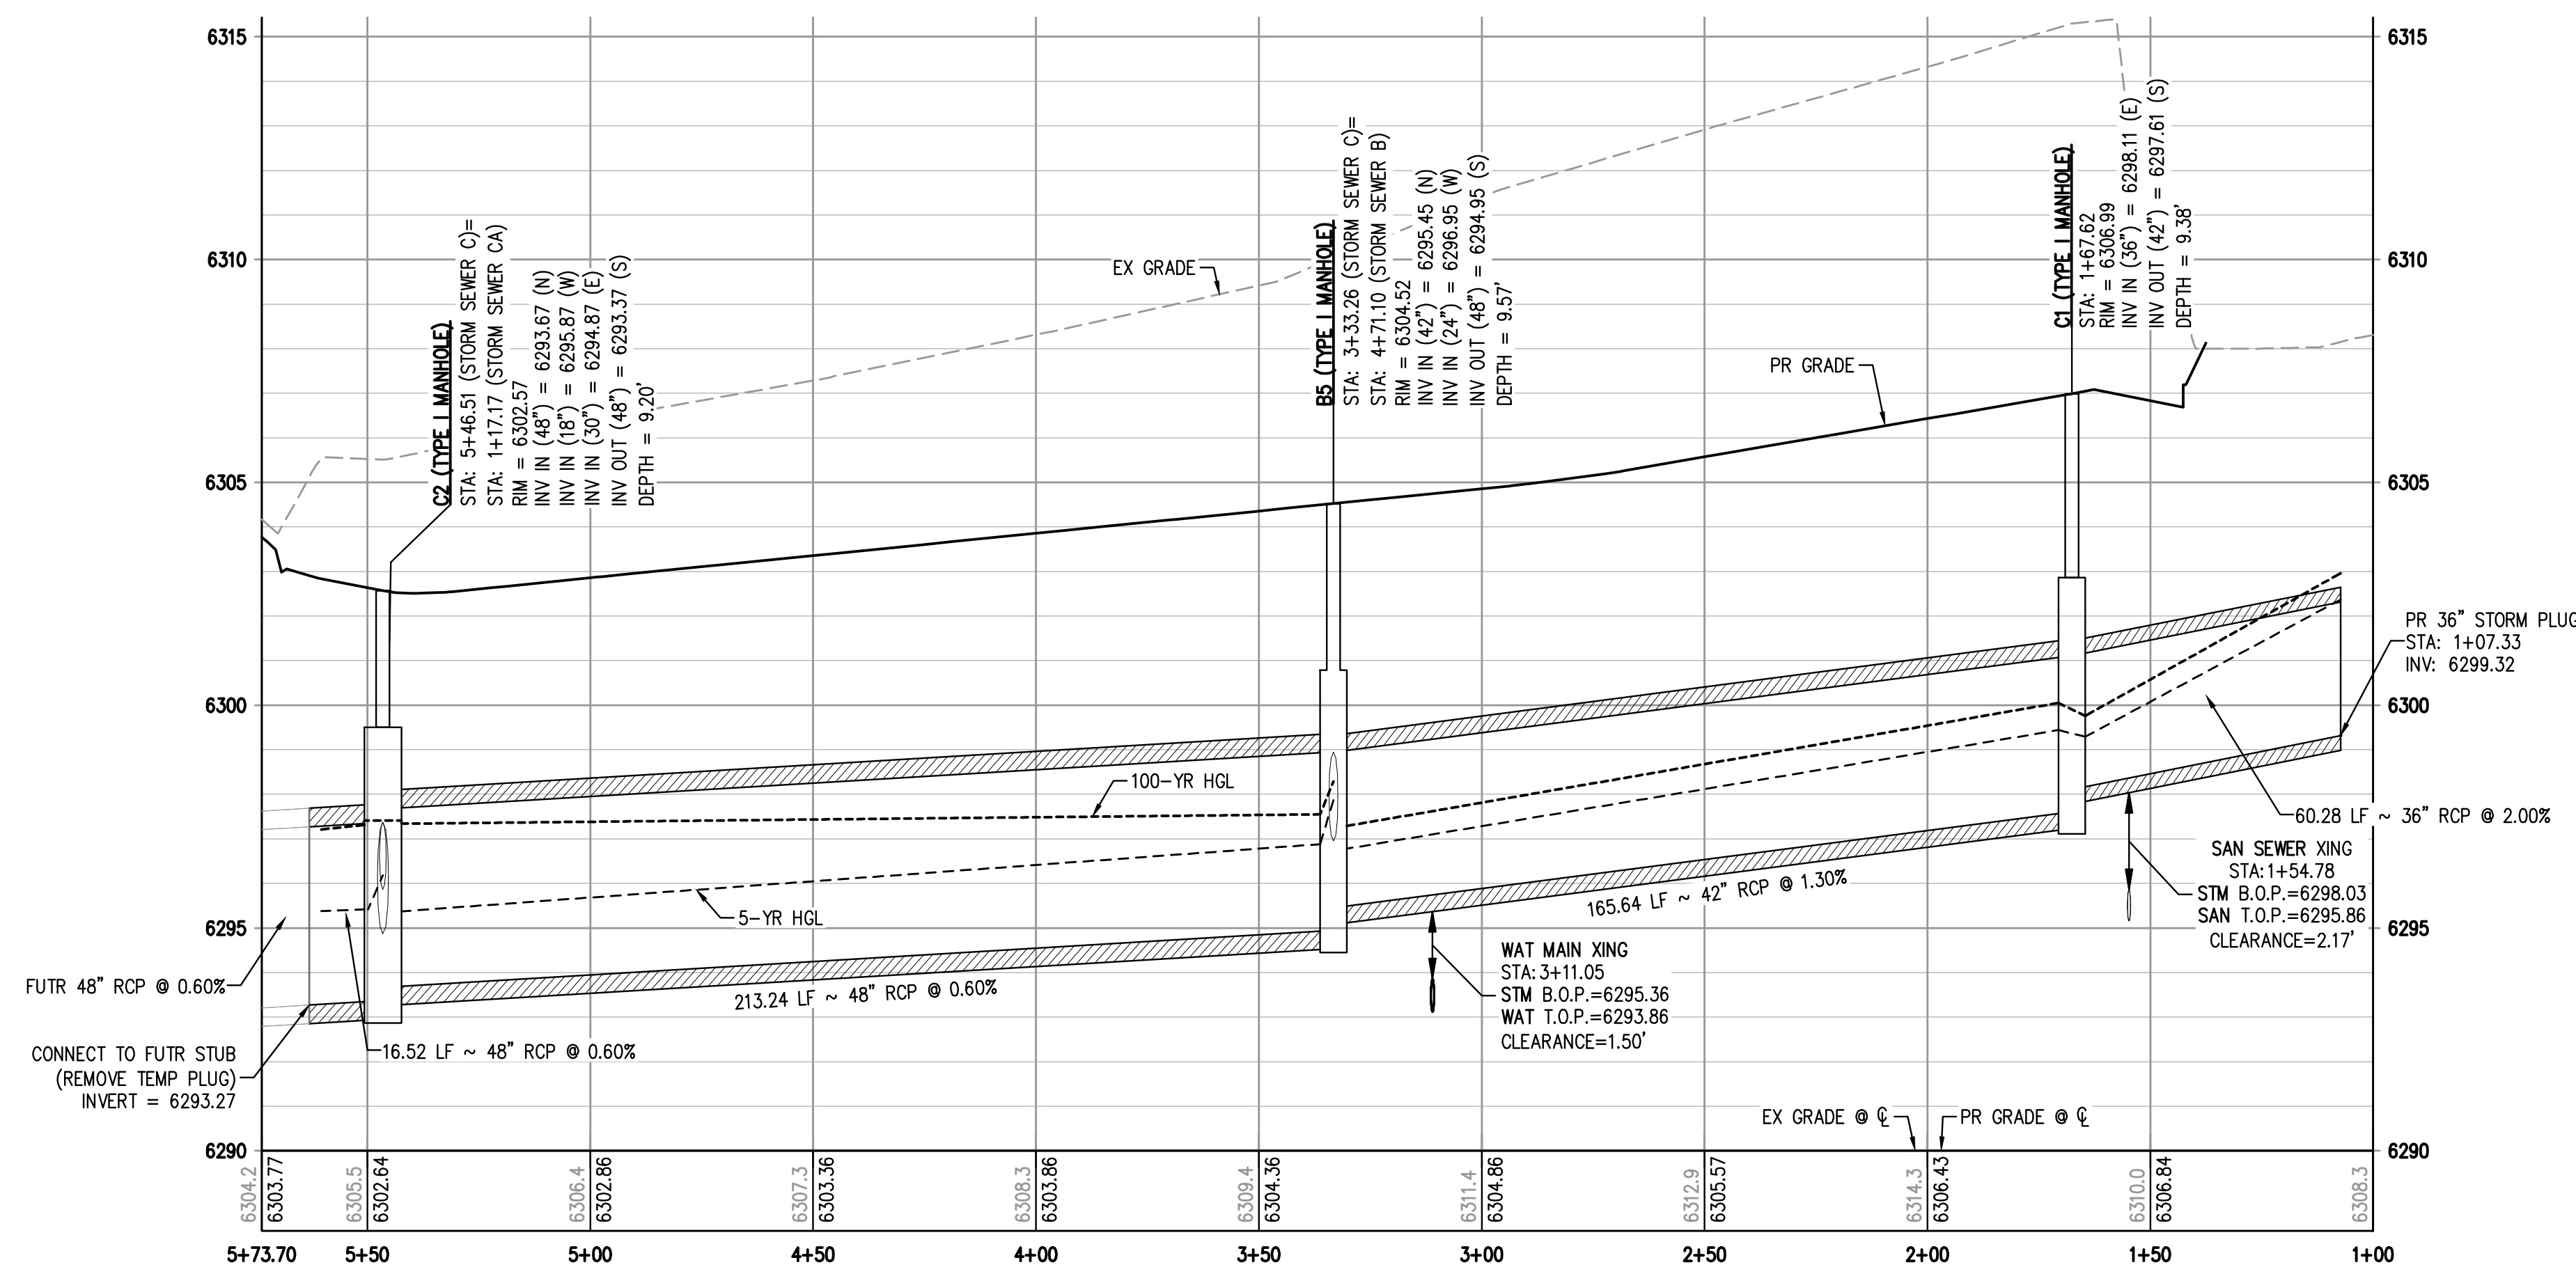 6315
6310
6305
6300
6295
6290
6315
6310
6305
6300
6295
6290
C2 (TYPE I MANHOLE)
STA: 5+46.51 (STORM SEWER C)=
STA: 1+17.17 (STORM SEWER CA)
RIM = 6302.57
INV IN (48") = 6293.67 (N)
INV IN (18") = 6295.87 (W)
INV IN (30") = 6294.87 (E)
INV OUT (48") = 6293.37 (S)
DEPTH = 9.20'
EX GRADE
B5 (TYPE I MANHOLE)
STA: 3+33.26 (STORM SEWER C)=
STA: 4+71.10 (STORM SEWER B)
RIM = 6304.52
INV IN (42") = 6295.45 (N)
INV IN (24") = 6296.95 (W)
INV OUT (48") = 6294.95 (S)
DEPTH = 9.57'
PR GRADE
C1 (TYPE I MANHOLE)
STA: 1+67.62
RIM = 6306.99
INV IN (36") = 6298.11 (E)
INV OUT (42") = 6297.61 (S)
DEPTH = 9.38'
PR 36" STORM PLUG
STA: 1+07.33
INV: 6299.32
100-YR HGL
5-YR HGL
60.28 LF ~ 36" RCP @ 2.00%
SAN SEWER XING
STA:1+54.78
STM B.O.P.=6298.03
SAN T.O.P.=6295.86
CLEARANCE=2.17'
165.64 LF ~ 42" RCP @ 1.30%
WAT MAIN XING
STA:3+11.05
STM B.O.P.=6295.36
WAT T.O.P.=6293.86
CLEARANCE=1.50'
213.24 LF ~ 48" RCP @ 0.60%
FUTR 48" RCP @ 0.60%
16.52 LF ~ 48" RCP @ 0.60%
CONNECT TO FUTR STUB
(REMOVE TEMP PLUG)
INVERT = 6293.27
EX GRADE @ ℄
PR GRADE @ ℄
6304.2
6303.77
6305.5
6302.64
6306.4
6302.86
6307.3
6303.36
6308.3
6303.86
6309.4
6304.36
6311.4
6304.86
6312.9
6305.57
6314.3
6306.43
6310.0
6306.84
6308.3
5+73.70
5+50
5+00
4+50
4+00
3+50
3+00
2+50
2+00
1+50
1+00